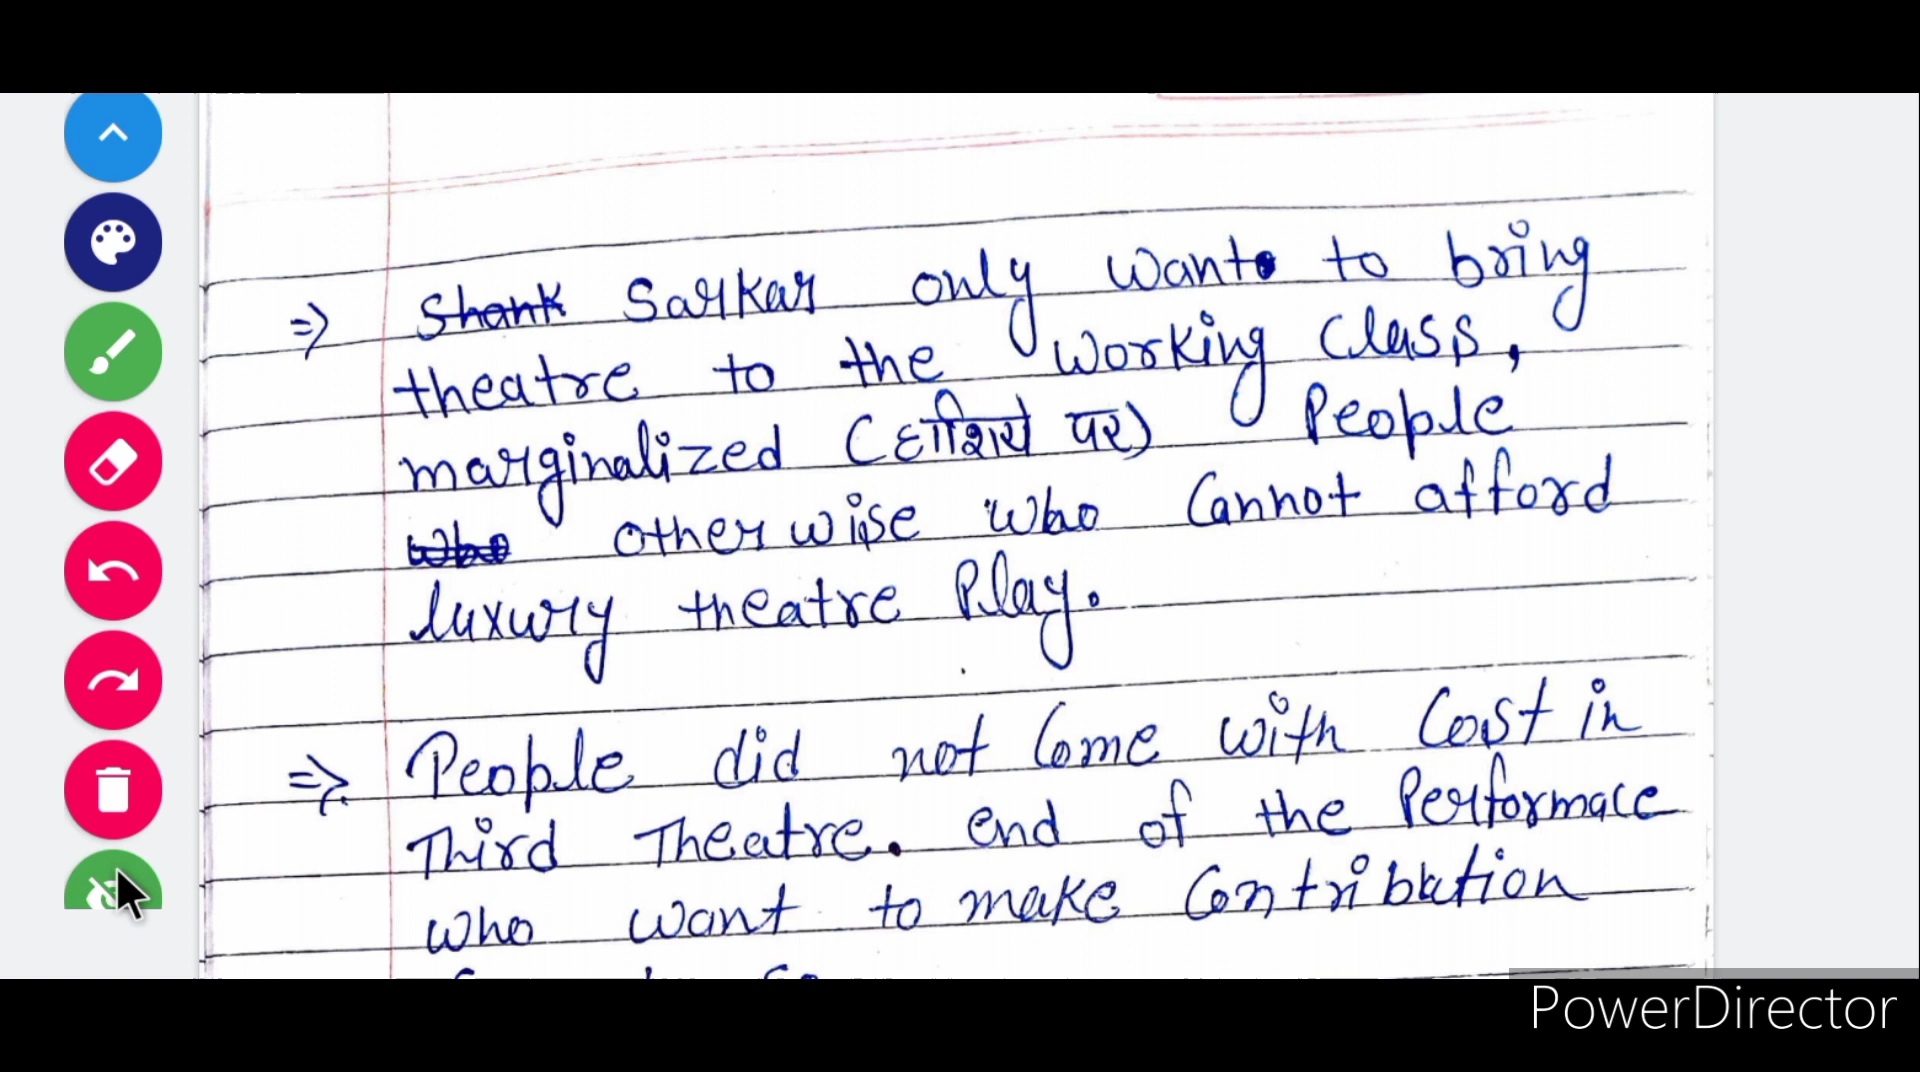 => Shank Sarkar only want to bring
theatre to the working class,
marginalized (हाशिये पर) People
who otherwise who cannot afford
luxury theatre Play.
=> People did not come with cost in
Third Theatre. end of the Performace
who want to make contribution
PowerDirector